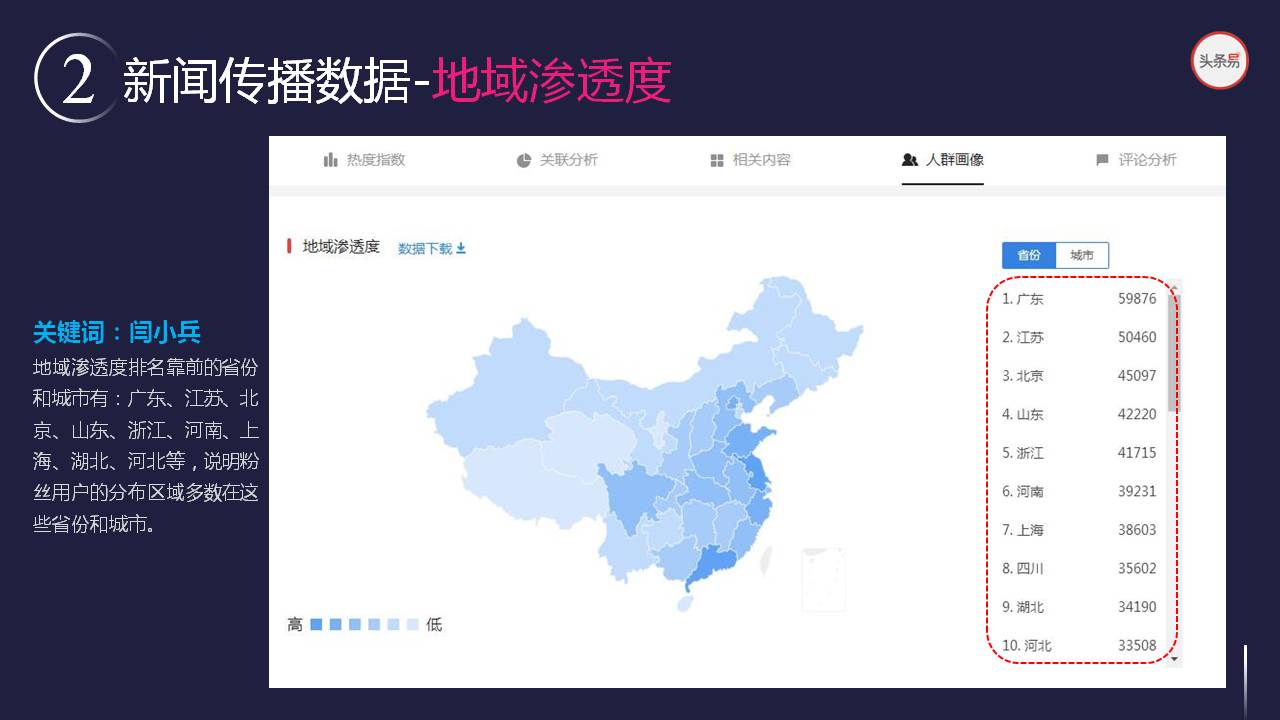 2
新闻传播数据-地域渗透度
头条易
热度指数 关联分析 相关内容 人群画像 评论分析
地域渗透度 数据下载
省份 城市
关键词：闫小兵
地域渗透度排名靠前的省份
和城市有：广东、江苏、北
京、山东、浙江、河南、上
海、湖北、河北等，说明粉
丝用户的分布区域多数在这
些省份和城市。
1. 广东 59876
2. 江苏 50460
3. 北京 45097
4. 山东 42220
5. 浙江 41715
6. 河南 39231
7. 上海 38603
8. 四川 35602
9. 湖北 34190
10. 河北 33508
高 低